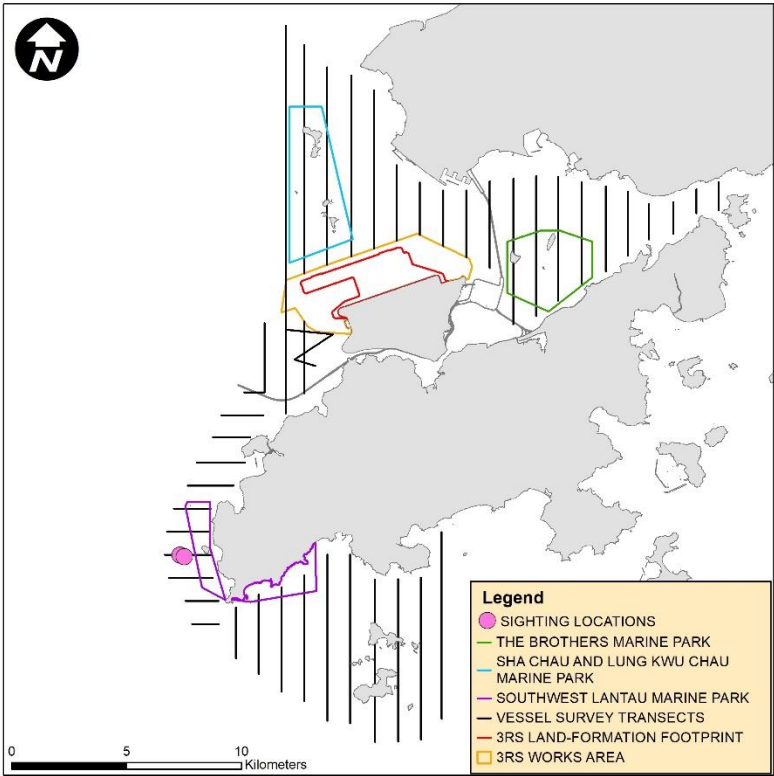 N
Legend
SIGHTING LOCATIONS
THE BROTHERS MARINE PARK
SHA CHAU AND LUNG KWU CHAU
MARINE PARK
SOUTHWEST LANTAU MARINE PARK
VESSEL SURVEY TRANSECTS
3RS LAND-FORMATION FOOTPRINT
3RS WORKS AREA
0 5 10
Kilometers